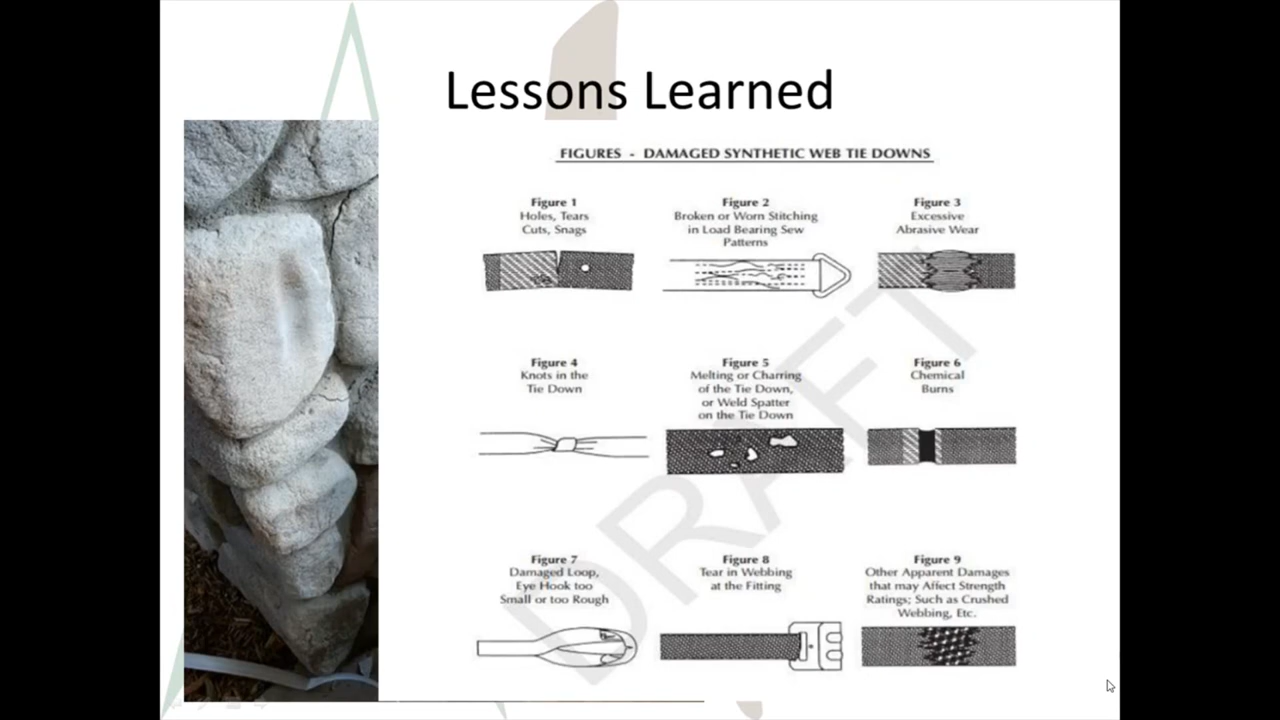 Lessons Learned
FIGURES - DAMAGED SYNTHETIC WEB TIE DOWNS
Figure 1
Holes, Tears
Cuts, Snags
Figure 2
Broken or Worn Stitching
in Load Bearing Sew
Patterns
Figure 3
Excessive
Abrasive Wear
Figure 4
Knots in the
Tie Down
Figure 5
Melting or Charring
of the Tie Down,
or Weld Spatter
on the Tie Down
Figure 6
Chemical
Burns
Figure 7
Damaged Loop,
Eye Hook too
Small or too Rough
Figure 8
Tear in Webbing
at the Fitting
Figure 9
Other Apparent Damages
that may Affect Strength
Ratings; Such as Crushed
Webbing, Etc.
DRAFT